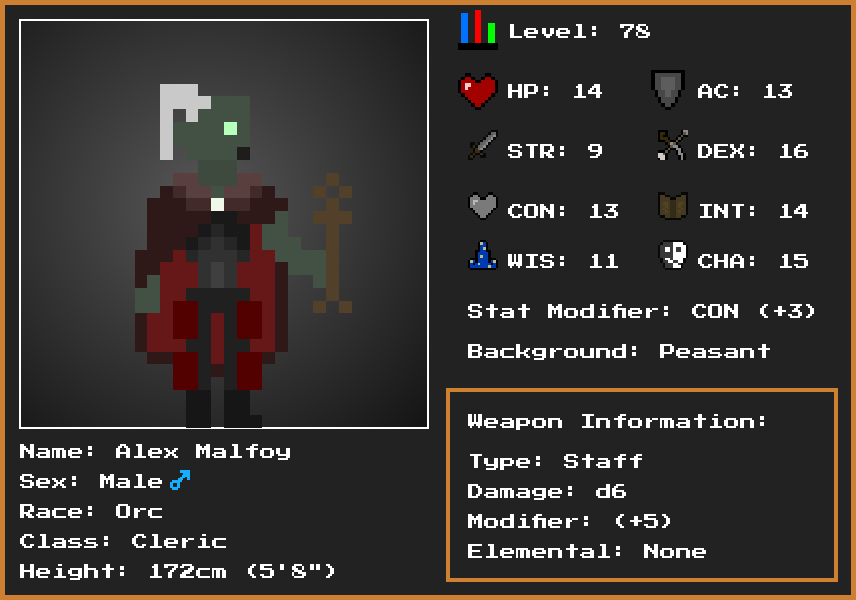 Level: 78
HP: 14 AC: 13
STR: 9 DEX: 16
CON: 13 INT: 14
WIS: 11 CHA: 15
Stat Modifier: CON (+3)
Background: Peasant
Weapon Information:
Type: Staff
Damage: d6
Modifier: (+5)
Elemental: None
Name: Alex Malfoy
Sex: Male ♂
Race: Orc
Class: Cleric
Height: 172cm (5'8")